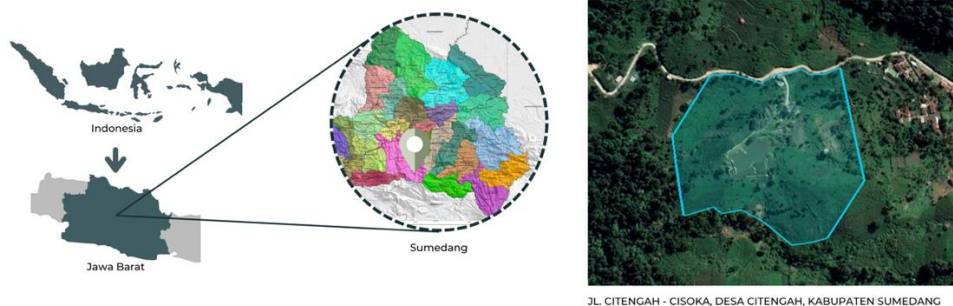 Indonesia
Jawa Barat
Sumedang
JL. CITENGAH - CISOKA, DESA CITENGAH, KABUPATEN SUMEDANG